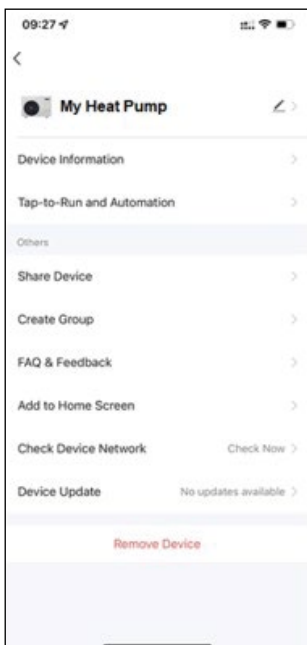 09:27
My Heat Pump
Device Information
Tap-to-Run and Automation
Others
Share Device
Create Group
FAQ & Feedback
Add to Home Screen
Check Device Network Check Now
Device Update No updates available
Remove Device